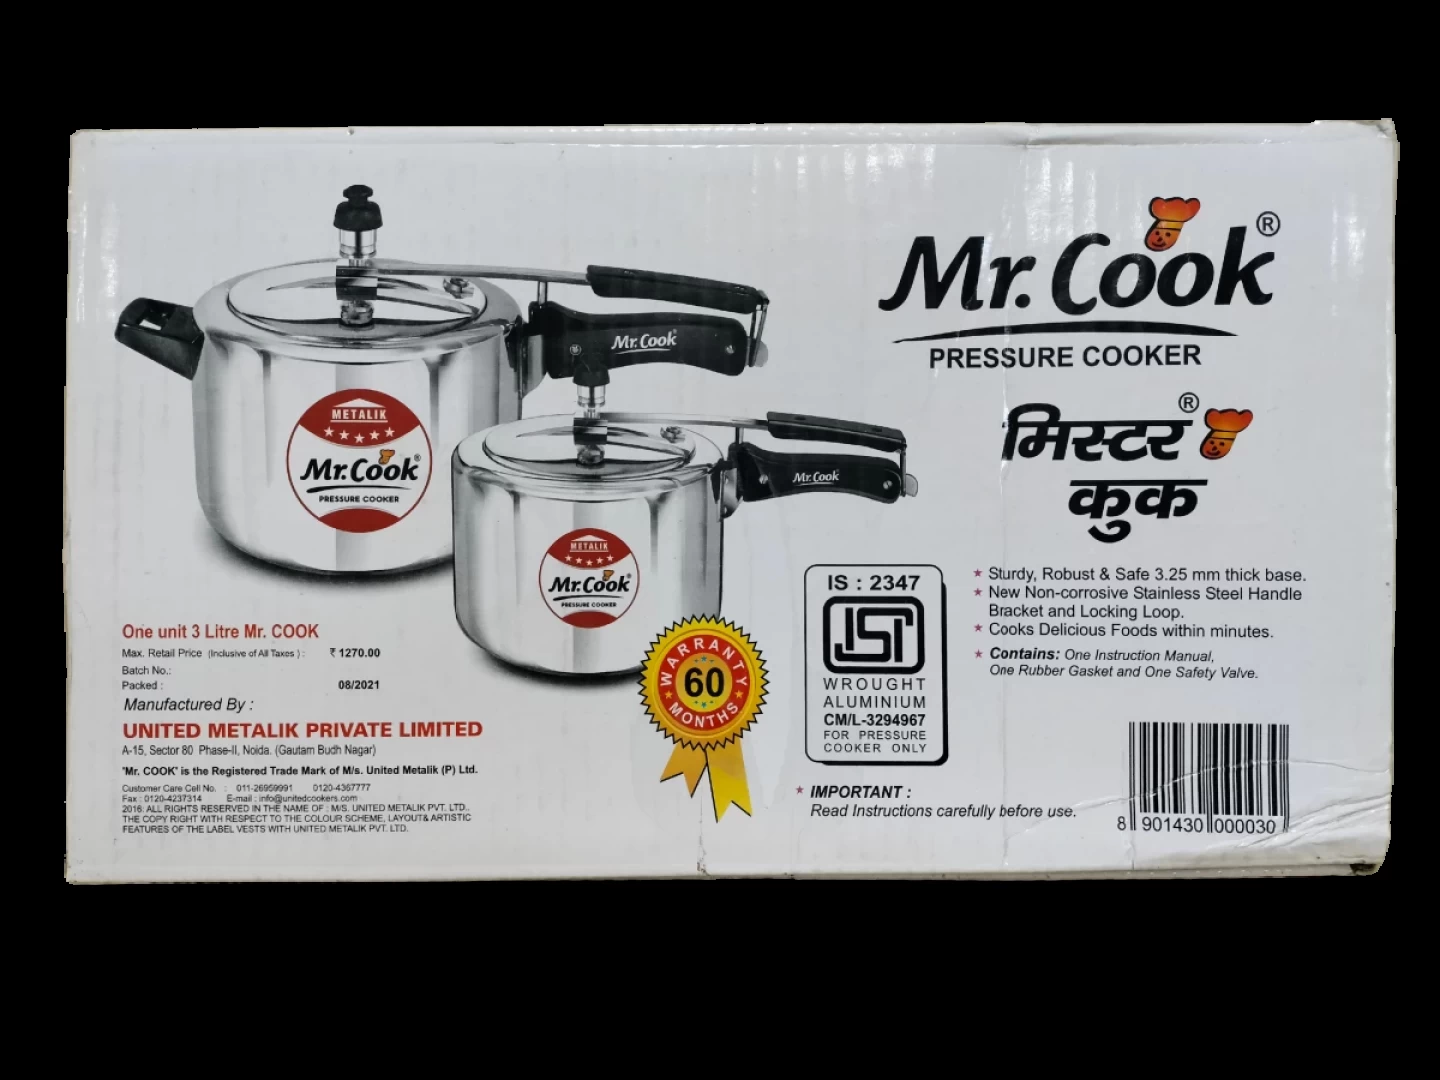 Mr. Cook®
PRESSURE COOKER
मिस्टर®
कुक
Mr. Cook®
METALIK
Mr. Cook®
PRESSURE COOKER
Mr. Cook®
METALIK
Mr. Cook®
PRESSURE COOKER
IS : 2347
ISI
WROUGHT
ALUMINIUM
CM/L-3294967
FOR PRESSURE
COOKER ONLY
★ Sturdy, Robust & Safe 3.25 mm thick base.
★ New Non-corrosive Stainless Steel Handle
Bracket and Locking Loop.
★ Cooks Delicious Foods within minutes.
★ Contains: One Instruction Manual,
One Rubber Gasket and One Safety Valve.
One unit 3 Litre Mr. COOK
Max. Retail Price (Inclusive of All Taxes) : ₹ 1270.00
Batch No.:
Packed : 08/2021
Manufactured By :
UNITED METALIK PRIVATE LIMITED
A-15, Sector 80 Phase-II, Noida. (Gautam Budh Nagar)
"Mr. COOK" is the Registered Trade Mark of M/s. United Metalik (P) Ltd.
Customer Care Cell No. : 011-26959991 0120-4367777
Fax : 0120-4237314 E-mail : info@unitedcookers.com
2016: ALL RIGHTS RESERVED IN THE NAME OF : M/S. UNITED METALIK PVT. LTD..
THE COPY RIGHT WITH RESPECT TO THE COLOUR SCHEME, LAYOUT& ARTISTIC
FEATURES OF THE LABEL VESTS WITH UNITED METALIK PVT. LTD.
WARRANTY
60
MONTHS
★ IMPORTANT :
Read Instructions carefully before use.
8 901430 000030